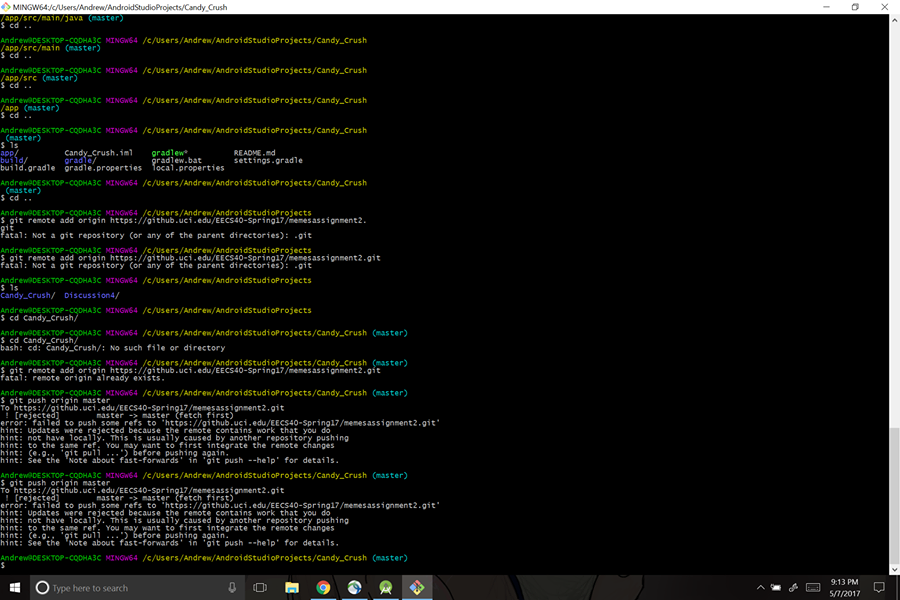 MINGW64:/c/Users/Andrew/AndroidStudioProjects/Candy_Crush
/app/src/main/java (master)
$ cd ..
Andrew@DESKTOP-CQDHA3C MINGW64 /c/Users/Andrew/AndroidStudioProjects/Candy_Crush
/app/src/main (master)
$ cd ..
Andrew@DESKTOP-CQDHA3C MINGW64 /c/Users/Andrew/AndroidStudioProjects/Candy_Crush
/app/src (master)
$ cd ..
Andrew@DESKTOP-CQDHA3C MINGW64 /c/Users/Andrew/AndroidStudioProjects/Candy_Crush
/app (master)
$ cd ..
Andrew@DESKTOP-CQDHA3C MINGW64 /c/Users/Andrew/AndroidStudioProjects/Candy_Crush
(master)
$ ls
app/ Candy_Crush.iml gradlew* README.md
build/ gradle/ gradlew.bat settings.gradle
build.gradle gradle.properties local.properties
Andrew@DESKTOP-CQDHA3C MINGW64 /c/Users/Andrew/AndroidStudioProjects/Candy_Crush
(master)
$ cd ..
Andrew@DESKTOP-CQDHA3C MINGW64 /c/Users/Andrew/AndroidStudioProjects
$ git remote add origin https://github.uci.edu/EECS40-Spring17/memesassignment2.
git
fatal: Not a git repository (or any of the parent directories): .git
Andrew@DESKTOP-CQDHA3C MINGW64 /c/Users/Andrew/AndroidStudioProjects
$ git remote add origin https://github.uci.edu/EECS40-Spring17/memesassignment2.git
fatal: Not a git repository (or any of the parent directories): .git
Andrew@DESKTOP-CQDHA3C MINGW64 /c/Users/Andrew/AndroidStudioProjects
$ ls
Candy_Crush/ Discussion4/
Andrew@DESKTOP-CQDHA3C MINGW64 /c/Users/Andrew/AndroidStudioProjects
$ cd Candy_Crush/
Andrew@DESKTOP-CQDHA3C MINGW64 /c/Users/Andrew/AndroidStudioProjects/Candy_Crush (master)
$ cd Candy_Crush/
bash: cd: Candy_Crush/: No such file or directory
Andrew@DESKTOP-CQDHA3C MINGW64 /c/Users/Andrew/AndroidStudioProjects/Candy_Crush (master)
$ git remote add origin https://github.uci.edu/EECS40-Spring17/memesassignment2.git
fatal: remote origin already exists.
Andrew@DESKTOP-CQDHA3C MINGW64 /c/Users/Andrew/AndroidStudioProjects/Candy_Crush (master)
$ git push origin master
To https://github.uci.edu/EECS40-Spring17/memesassignment2.git
! [rejected] master -> master (fetch first)
error: failed to push some refs to 'https://github.uci.edu/EECS40-Spring17/memesassignment2.git'
hint: Updates were rejected because the remote contains work that you do
hint: not have locally. This is usually caused by another repository pushing
hint: to the same ref. You may want to first integrate the remote changes
hint: (e.g., 'git pull ...') before pushing again.
hint: See the 'Note about fast-forwards' in 'git push --help' for details.
Andrew@DESKTOP-CQDHA3C MINGW64 /c/Users/Andrew/AndroidStudioProjects/Candy_Crush (master)
$ git push origin master
To https://github.uci.edu/EECS40-Spring17/memesassignment2.git
! [rejected] master -> master (fetch first)
error: failed to push some refs to 'https://github.uci.edu/EECS40-Spring17/memesassignment2.git'
hint: Updates were rejected because the remote contains work that you do
hint: not have locally. This is usually caused by another repository pushing
hint: to the same ref. You may want to first integrate the remote changes
hint: (e.g., 'git pull ...') before pushing again.
hint: See the 'Note about fast-forwards' in 'git push --help' for details.
Andrew@DESKTOP-CQDHA3C MINGW64 /c/Users/Andrew/AndroidStudioProjects/Candy_Crush (master)
$
Type here to search
9:13 PM
5/7/2017